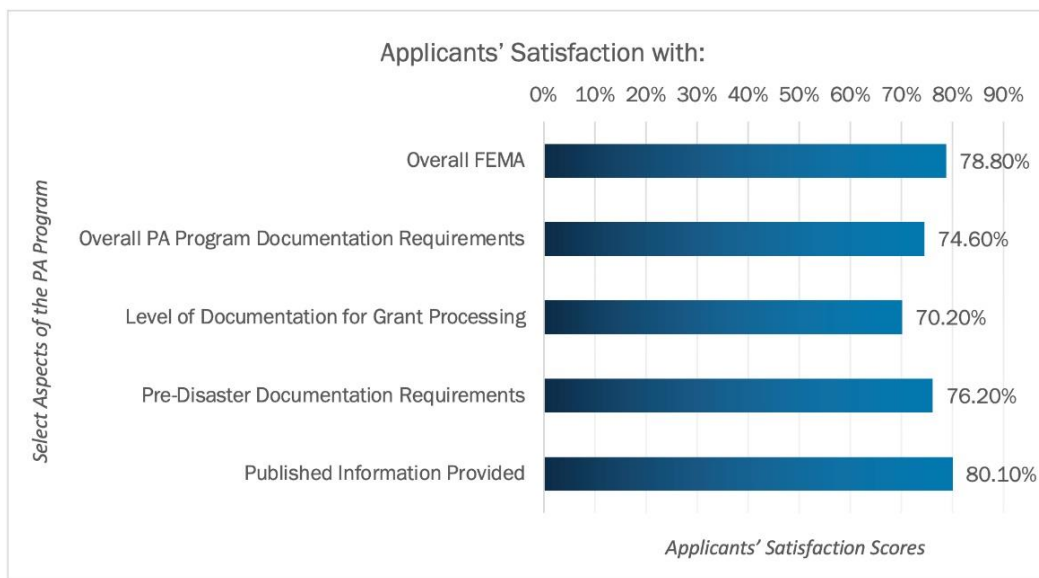 Applicants’ Satisfaction with:
0% 10% 20% 30% 40% 50% 60% 70% 80% 90%
Select Aspects of the PA Program
Overall FEMA 78.80%
Overall PA Program Documentation Requirements 74.60%
Level of Documentation for Grant Processing 70.20%
Pre-Disaster Documentation Requirements 76.20%
Published Information Provided 80.10%
Applicants’ Satisfaction Scores